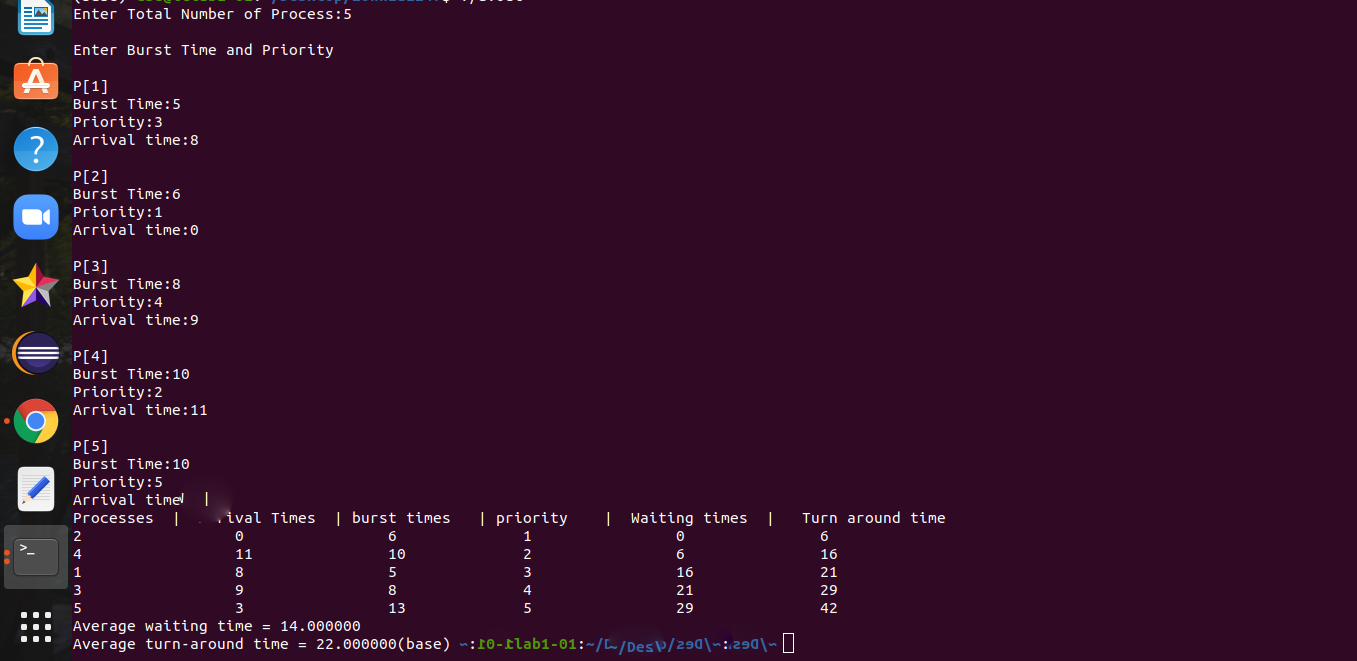 Enter Total Number of Process:5
Enter Burst Time and Priority
P[1]
Burst Time:5
Priority:3
Arrival time:8
P[2]
Burst Time:6
Priority:1
Arrival time:0
P[3]
Burst Time:8
Priority:4
Arrival time:9
P[4]
Burst Time:10
Priority:2
Arrival time:11
P[5]
Burst Time:10
Priority:5
Arrival time
Processes | Times | burst times | priority | Waiting times | Turn around time
2 0 6 1 0 6
4 11 10 2 6 16
1 8 5 3 16 21
3 9 8 4 21 29
5 3 13 5 29 42
Average waiting time = 14.000000
Average turn-around time = 22.000000(base)